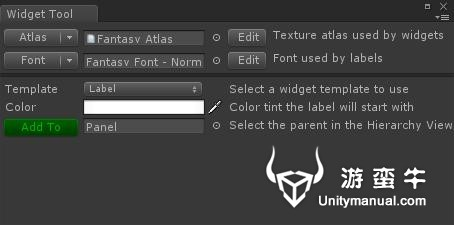 Widget Tool
Atlas Fantasy Atlas Edit Texture atlas used by widgets
Font Fantasy Font - Norm Edit Font used by labels
Template Label Select a widget template to use
Color Color tint the label will start with
Add To Panel Select the parent in the Hierarchy View
游蛮牛
Unitymanual.com